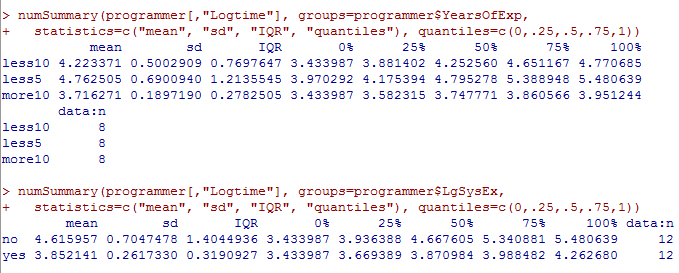 > numSummary(programmer[,"Logtime"], groups=programmer$YearsOfExp,
+   statistics=c("mean", "sd", "IQR", "quantiles"), quantiles=c(0,.25,.5,.75,1))
mean sd IQR 0% 25% 50% 75% 100%
less10 4.223371 0.5002909 0.7697647 3.433987 3.881402 4.252560 4.651167 4.770685
less5 4.762505 0.6900940 1.2135545 3.970292 4.175394 4.795278 5.388948 5.480639
more10 3.716271 0.1897190 0.2782505 3.433987 3.582315 3.747771 3.860566 3.951244
data:n
less10 8
less5 8
more10 8
> numSummary(programmer[,"Logtime"], groups=programmer$LgSysEx,
+   statistics=c("mean", "sd", "IQR", "quantiles"), quantiles=c(0,.25,.5,.75,1))
mean sd IQR 0% 25% 50% 75% 100% data:n
no 4.615957 0.7047478 1.4044936 3.433987 3.936388 4.667605 5.340881 5.480639 12
yes 3.852141 0.2617330 0.3190927 3.433987 3.669389 3.870984 3.988482 4.262680 12